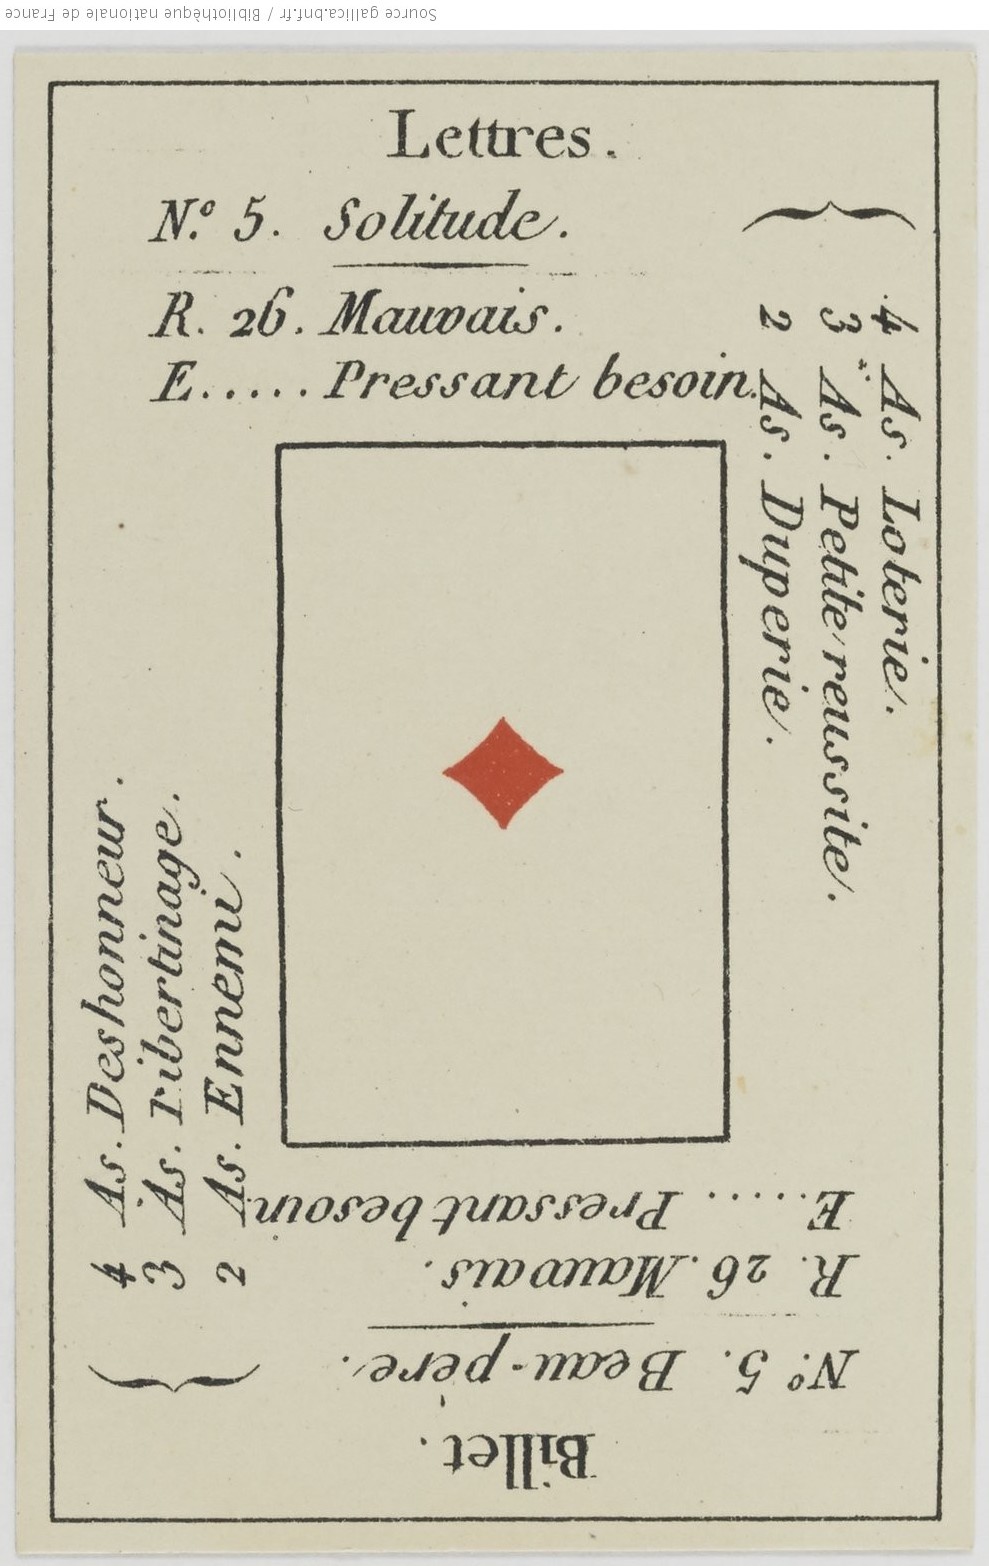 Source gallica.bnf.fr / Bibliothèque nationale de France
Lettres.
N.º 5. Solitude.
R. 26. Mauvais.
E..... Pressant besoin.
4 As. Loterie.
3 As. Petite reussite.
2 As. Duperie.
Billet.
N.º 5. Beau-pere.
R. 26. Mauvais.
E..... Pressant besoin.
4 As. Deshonneur.
3 As. Libertinage.
2 As. Ennemi.